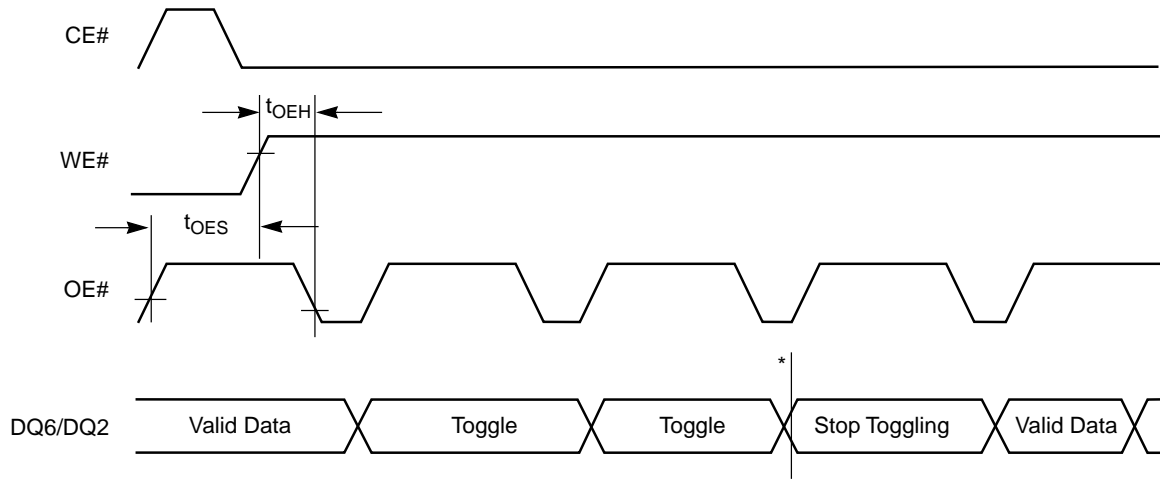 CE#
tOEH
WE#
tOES
OE#
*
DQ6/DQ2 Valid Data Toggle Toggle Stop Toggling Valid Data